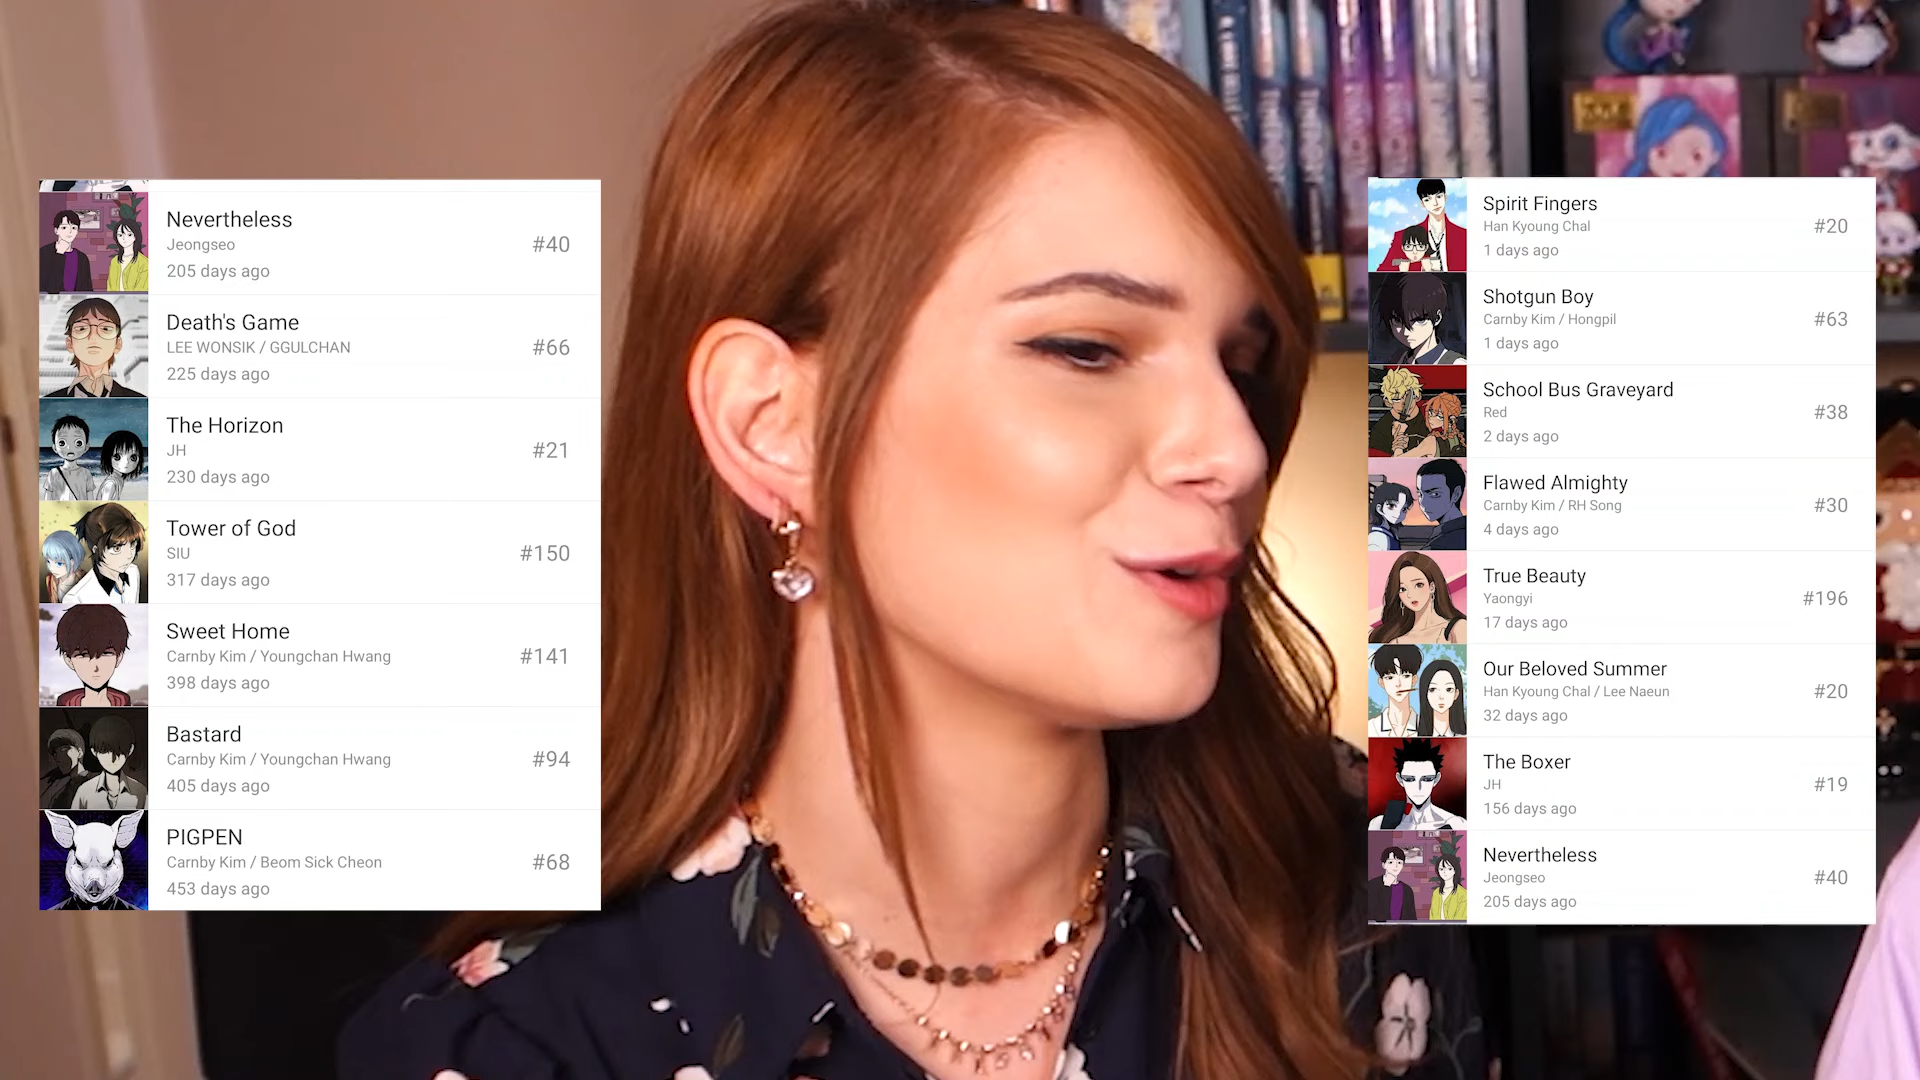 Nevertheless
Jeongseo
#40
205 days ago
Death's Game
LEE WONSIK / GGULCHAN
#66
225 days ago
The Horizon
JH
#21
230 days ago
Tower of God
SIU
#150
317 days ago
Sweet Home
Carnby Kim / Youngchan Hwang
#141
398 days ago
Bastard
Carnby Kim / Youngchan Hwang
#94
405 days ago
PIGPEN
Carnby Kim / Beom Sick Cheon
#68
453 days ago
Spirit Fingers
Han Kyoung Chal
#20
1 days ago
Shotgun Boy
Carnby Kim / Hongpil
#63
1 days ago
School Bus Graveyard
Red
#38
2 days ago
Flawed Almighty
Carnby Kim / RH Song
#30
4 days ago
True Beauty
Yaongyi
#196
17 days ago
Our Beloved Summer
Han Kyoung Chal / Lee Naeun
#20
32 days ago
The Boxer
JH
#19
156 days ago
Nevertheless
Jeongseo
#40
205 days ago